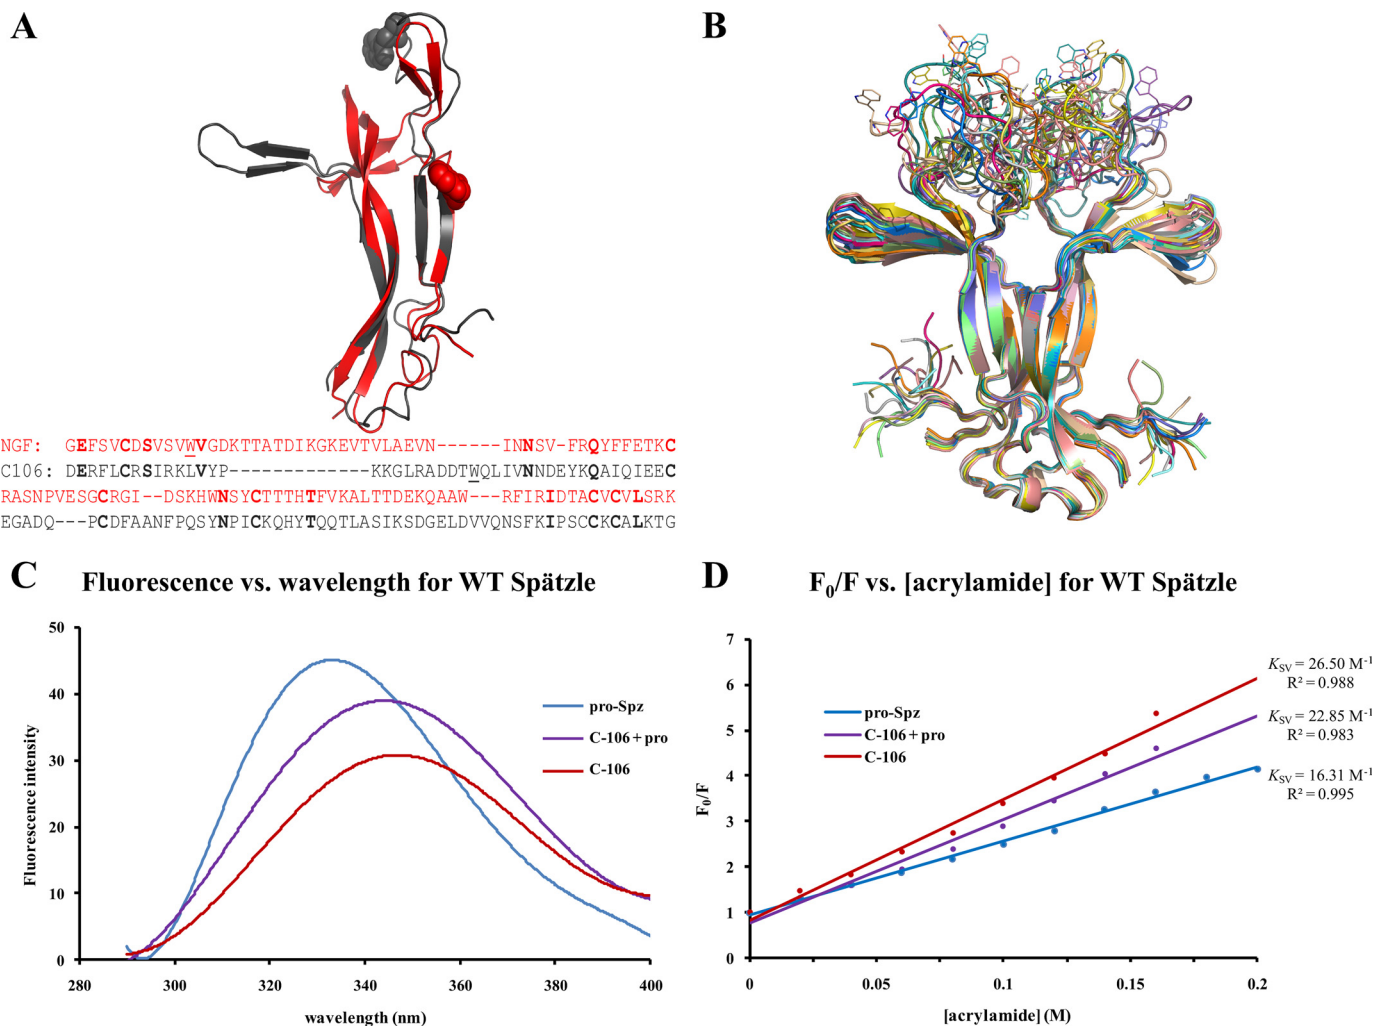 A
B
NGF: GEFSVCDSVSVWVGDKTTATDIKGKEVTVLAEVN------INNSV-FRQYFFETKC
C106: DERFLCRSIRKLVYP--------------KKGLRADDTWQLIVNNDEYKQAIQIEEC
RASNPVESGCRGI--DSKHWNSYCTTTHTFVKALTTDEKQAAW---RFIRIDTACVCVLSRK
EGADQ---PCDFAANFPQSYNPICKQHYTQQTLASIKSDGELDVVQNSFKIPSCCKCALKTG
C
Fluorescence vs. wavelength for WT Spätzle
Fluorescence intensity
50
40
30
20
10
0
280
300
320
340
360
380
400
wavelength (nm)
pro-Spz
C-106 + pro
C-106
D
F₀/F vs. [acrylamide] for WT Spätzle
F₀/F
7
6
5
4
3
2
1
0
0
0.05
0.1
0.15
0.2
[acrylamide] (M)
pro-Spz
C-106 + pro
C-106
K_SV = 26.50 M⁻¹
R² = 0.988
K_SV = 22.85 M⁻¹
R² = 0.983
K_SV = 16.31 M⁻¹
R² = 0.995